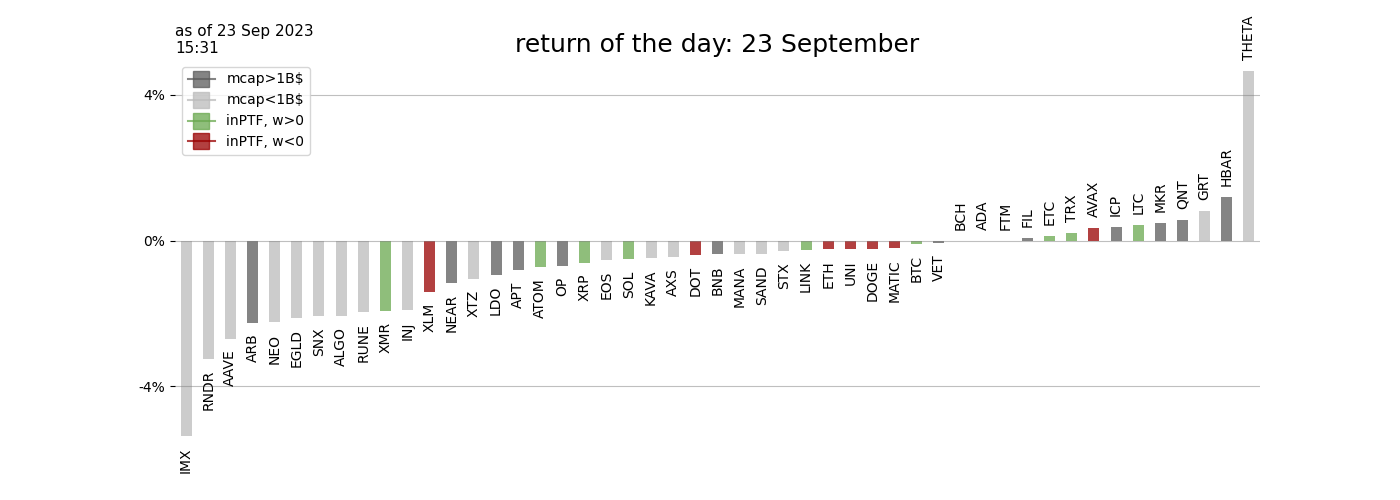 as of 23 Sep 2023
15:31
return of the day: 23 September
mcap>1B$
mcap<1B$
inPTF, w>0
inPTF, w<0
4%
0%
-4%
IMX
RNDR
AAVE
ARB
NEO
EGLD
SNX
ALGO
RUNE
XMR
INJ
XLM
NEAR
XTZ
LDO
APT
ATOM
OP
XRP
EOS
SOL
KAVA
AXS
DOT
BNB
MANA
SAND
STX
LINK
ETH
UNI
DOGE
MATIC
BTC
VET
BCH
ADA
FTM
FIL
ETC
TRX
AVAX
ICP
LTC
MKR
QNT
GRT
HBAR
THETA